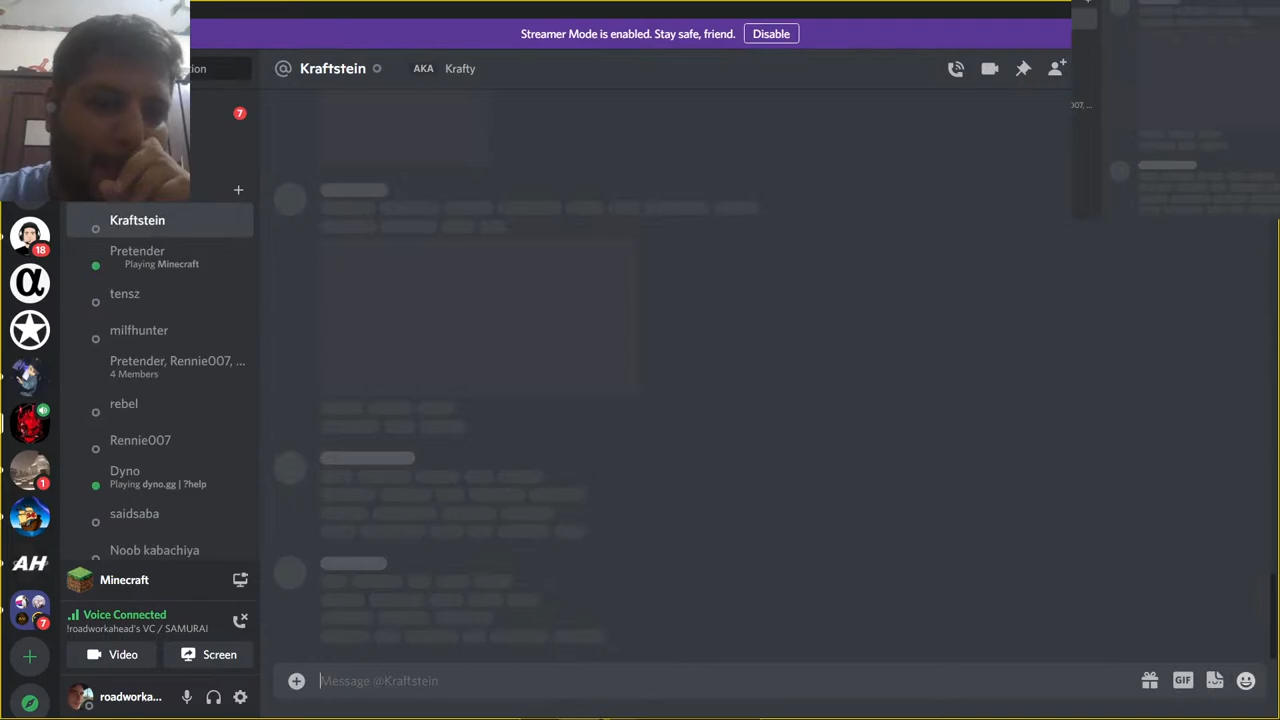 Streamer Mode is enabled. Stay safe, friend.
Disable
tion
Kraftstein
AKA
Krafty
7
007, ...
+
Kraftstein
Pretender
Playing Minecraft
18
tensz
milfhunter
Pretender, Rennie007, ...
4 Members
rebel
Rennie007
Dyno
Playing dyno.gg | ?help
1
saidsaba
Noob kabachiya
AH
Minecraft
7
Voice Connected
!roadworkahead's VC / SAMURAI
Video
Screen
roadworka...
Message @Kraftstein
GIF